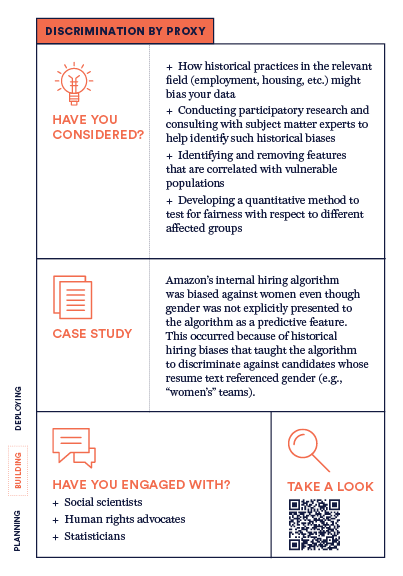 DISCRIMINATION BY PROXY
HAVE YOU
CONSIDERED?
+ How historical practices in the relevant
field (employment, housing, etc.) might
bias your data
+ Conducting participatory research and
consulting with subject matter experts to
help identify such historical biases
+ Identifying and removing features
that are correlated with vulnerable
populations
+ Developing a quantitative method to
test for fairness with respect to different
affected groups
CASE STUDY
Amazon's internal hiring algorithm
was biased against women even though
gender was not explicitly presented to
the algorithm as a predictive feature.
This occurred because of historical
hiring biases that taught the algorithm
to discriminate against candidates whose
resume text referenced gender (e.g.,
“women's” teams).
HAVE YOU ENGAGED WITH?
+ Social scientists
+ Human rights advocates
+ Statisticians
TAKE A LOOK
DEPLOYING
BUILDING
PLANNING